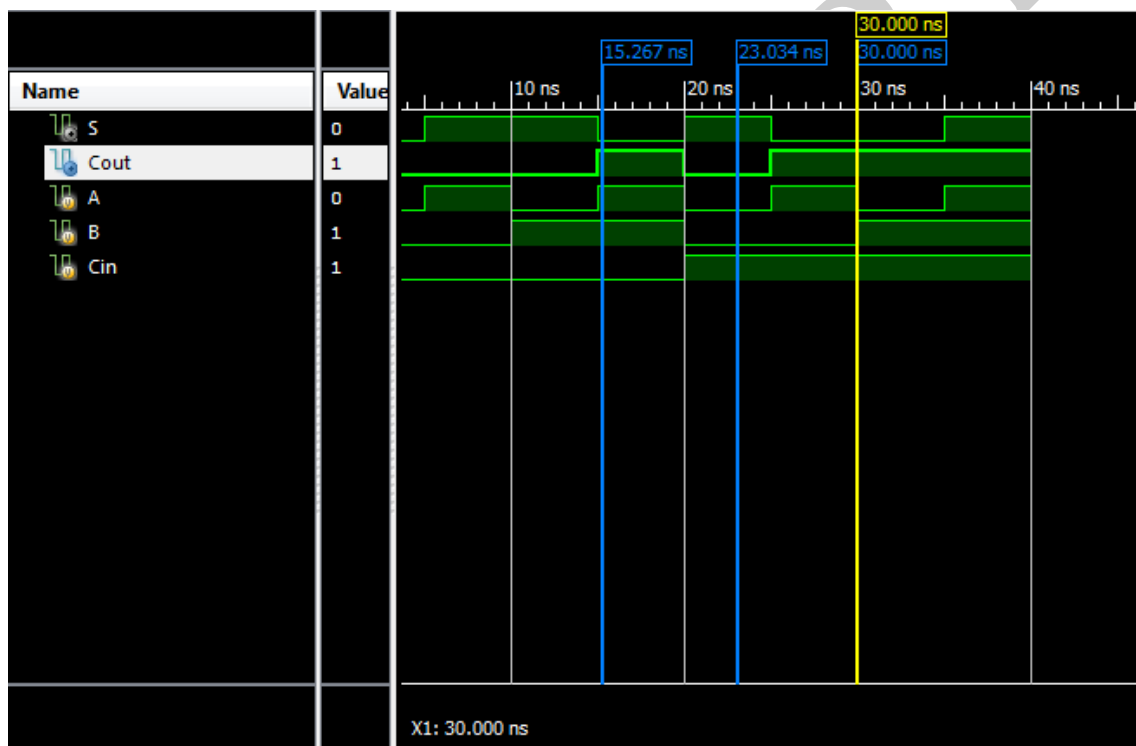 30.000 ns
15.267 ns 23.034 ns 30.000 ns
Name Value 10 ns 20 ns 30 ns 40 ns
S 0
Cout 1
A 0
B 1
Cin 1
X1: 30.000 ns